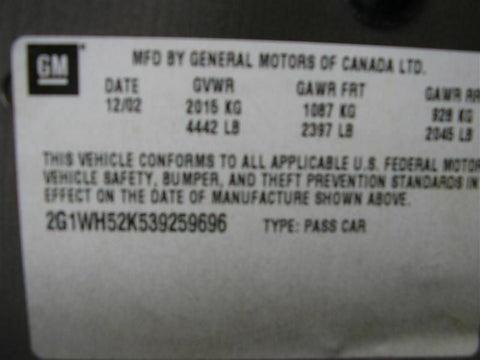 GM
MFD BY GENERAL MOTORS OF CANADA LTD.
DATE GVWR GAWR FRT GAWR RR
12/02 2015 KG 1087 KG 928 KG
4442 LB 2397 LB 2045 LB
THIS VEHICLE CONFORMS TO ALL APPLICABLE U.S. FEDERAL MOTOR
VEHICLE SAFETY, BUMPER, AND THEFT PREVENTION STANDARDS IN
EFFECT ON THE DATE OF MANUFACTURE SHOWN ABOVE.
2G1WH52K539259696 TYPE: PASS CAR